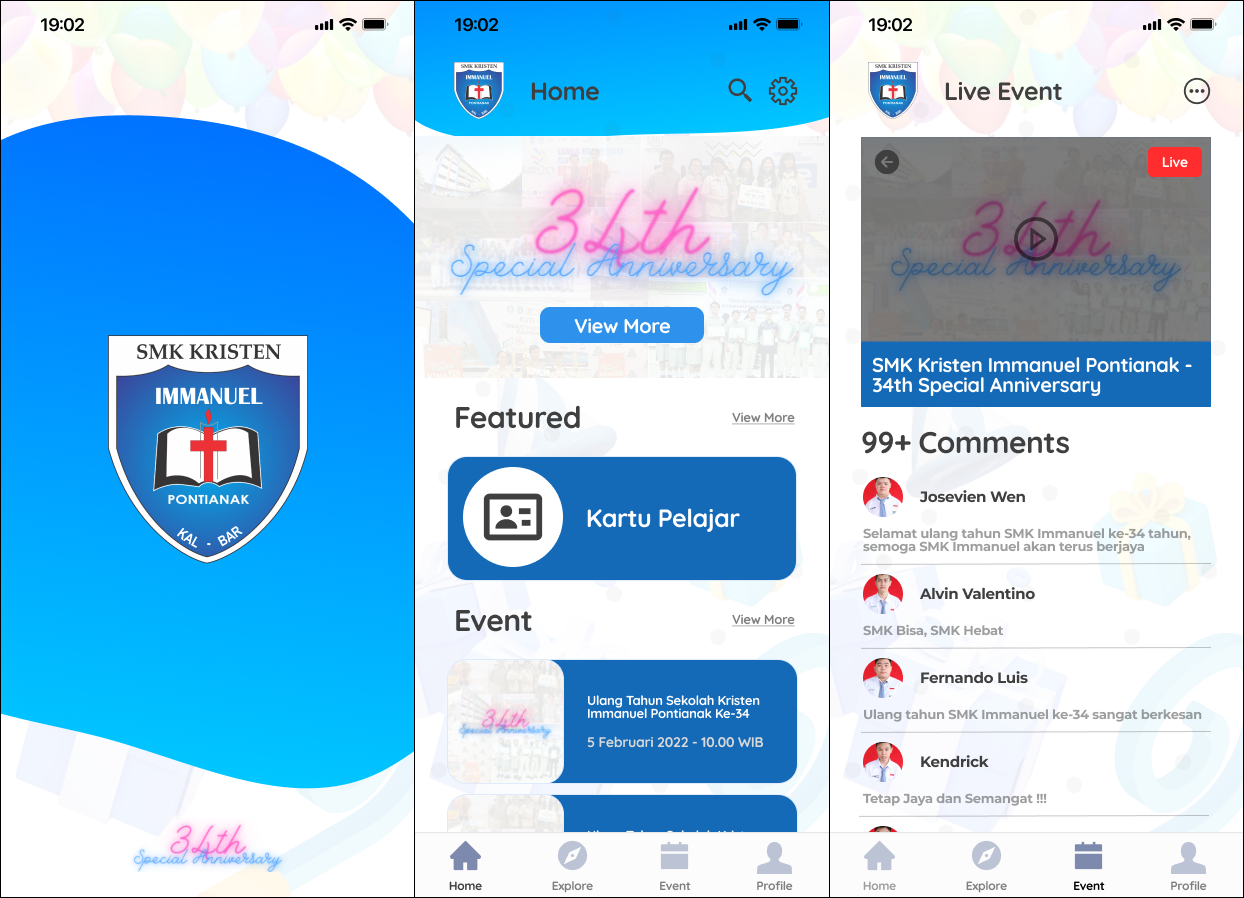 19:02
SMK KRISTEN
IMMANUEL
PONTIANAK
KAL - BAR
34th
Special Anniversary
19:02
SMK KRISTEN
IMMANUEL
PONTIANAK
KAL - BAR
Home
34th
Special Anniversary
View More
Featured
View More
Kartu Pelajar
Event
View More
34th
Special Anniversary
Ulang Tahun Sekolah Kristen
Immanuel Pontianak Ke-34
5 Februari 2022 - 10.00 WIB
Home
Explore
Event
Profile
19:02
SMK KRISTEN
IMMANUEL
PONTIANAK
KAL - BAR
Live Event
Live
34th
Special Anniversary
SMK Kristen Immanuel Pontianak -
34th Special Anniversary
99+ Comments
Josevien Wen
Selamat ulang tahun SMK Immanuel ke-34 tahun,
semoga SMK Immanuel akan terus berjaya
Alvin Valentino
SMK Bisa, SMK Hebat
Fernando Luis
Ulang tahun SMK Immanuel ke-34 sangat berkesan
Kendrick
Tetap Jaya dan Semangat !!!
Home
Explore
Event
Profile